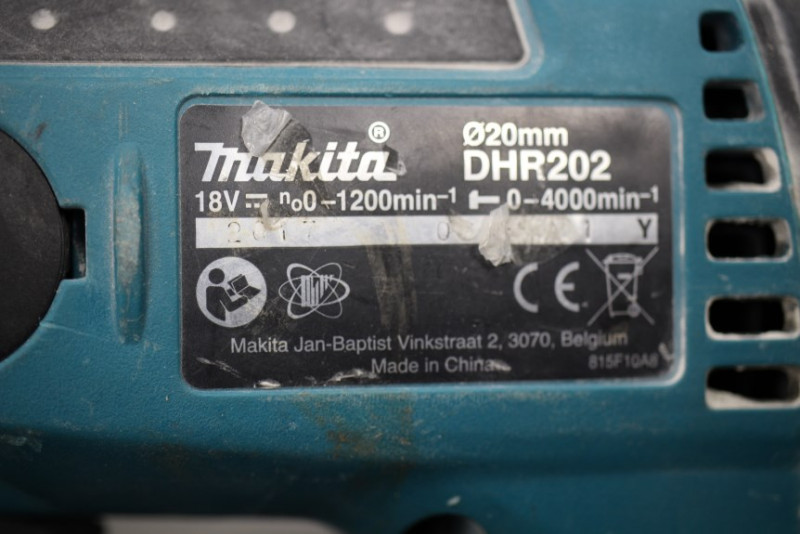 Makita®
Ø20mm
DHR202
18V⎓ n₀0–1200min⁻¹ 0–4000min⁻¹
2017 Y
CE
Makita Jan-Baptist Vinkstraat 2, 3070, Belgium
Made in China
815F10A8